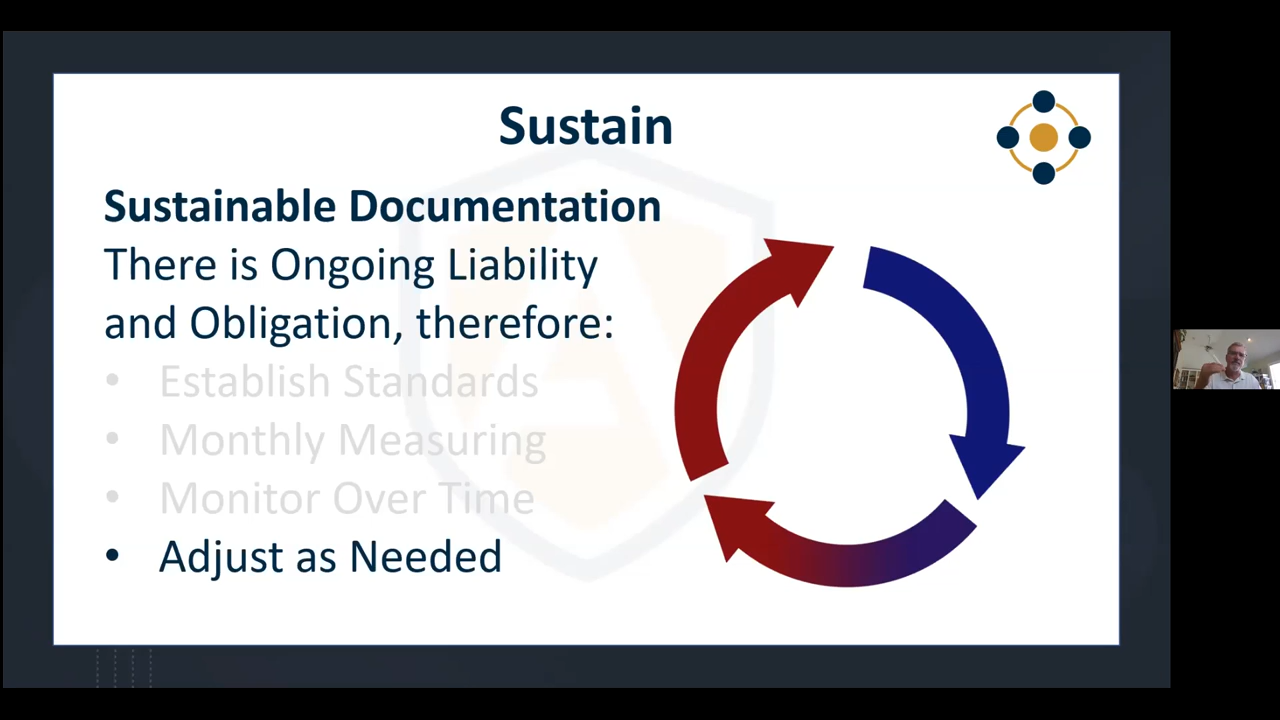 Sustain
Sustainable Documentation
There is Ongoing Liability
and Obligation, therefore:
• Establish Standards
• Monthly Measuring
• Monitor Over Time
• Adjust as Needed